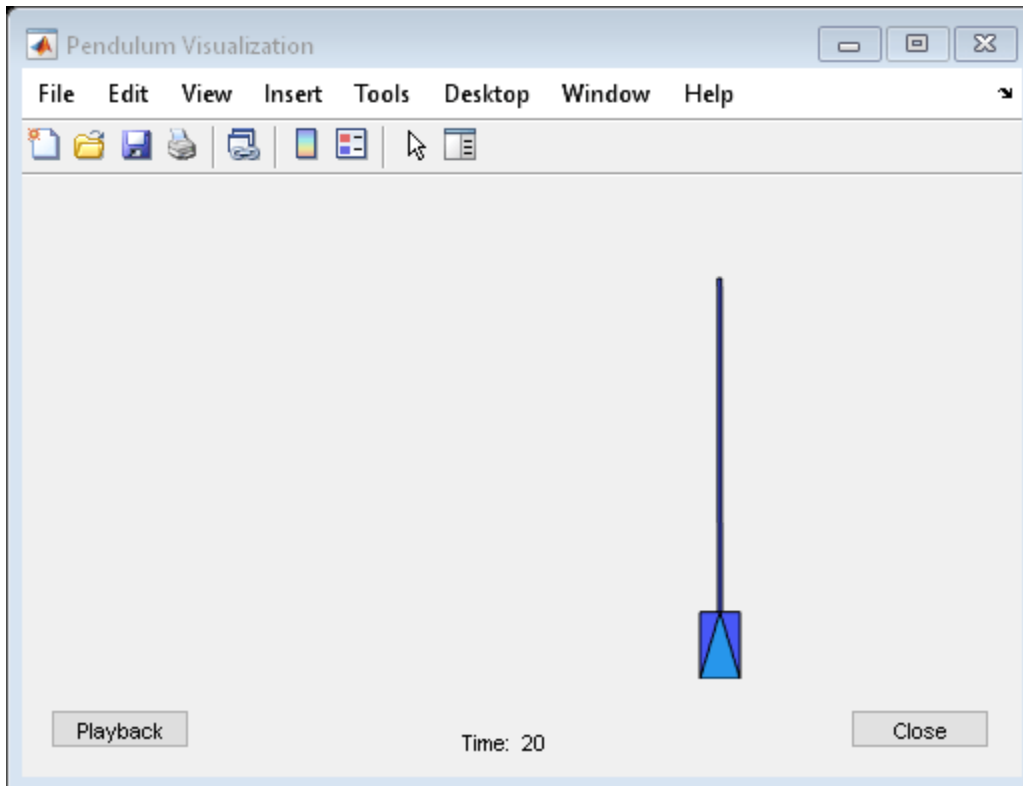 Pendulum Visualization
File Edit View Insert Tools Desktop Window Help
Playback Time: 20 Close